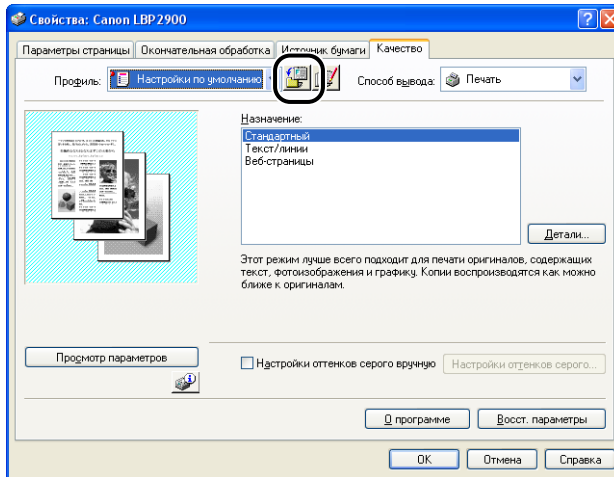 Свойства: Canon LBP2900
Параметры страницы Окончательная обработка Источник бумаги Качество
Профиль: Настройки по умолчанию Способ вывода: Печать
Назначение:
Стандартный
Текст/линии
Веб-страницы
Детали...
Этот режим лучше всего подходит для печати оригиналов, содержащих
текст, фотоизображения и графику. Копии воспроизводятся как можно
ближе к оригиналам.
Просмотр параметров
Настройки оттенков серого вручную Настройки оттенков серого...
О программе Восст. параметры
OK Отмена Справка